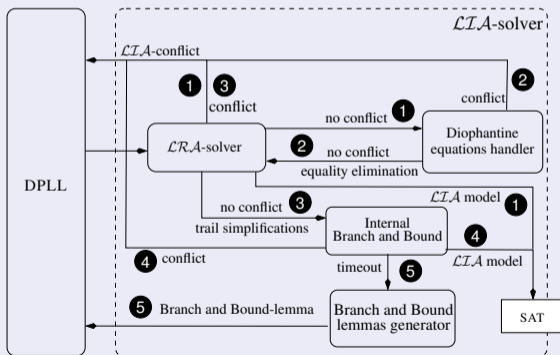 LIA-solver
LIA-conflict
1
3
2
conflict
conflict
no conflict
1
LRA-solver
2
no conflict
equality elimination
Diophantine
equations handler
DPLL
LIA model
1
no conflict
3
trail simplifications
Internal
Branch and Bound
4
LIA model
4
conflict
timeout
5
5
Branch and Bound-lemma
Branch and Bound
lemmas generator
SAT